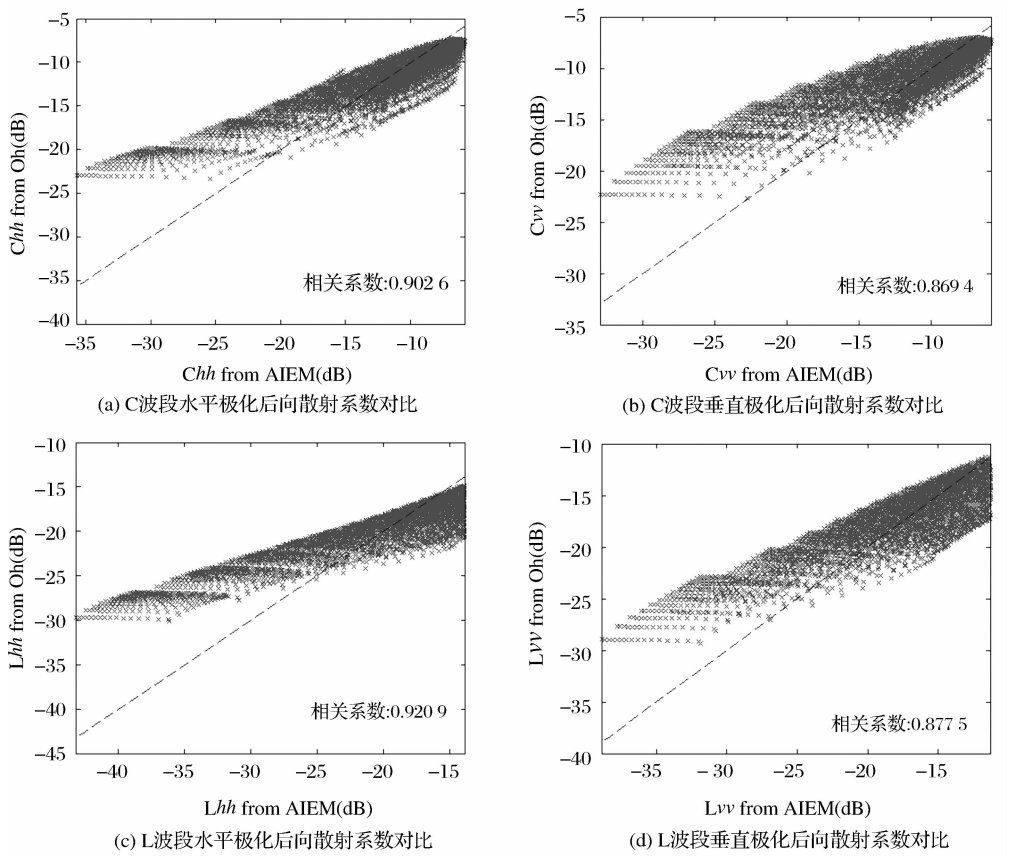 −5
−10
−15
−20
−25
−30
−35
−40
Chh from Oh(dB)
相关系数:0.902 6
−35 −30 −25 −20 −15 −10
Chh from AIEM(dB)
(a) C波段水平极化后向散射系数对比
−5
−10
−15
−20
−25
−30
−35
Cvv from Oh(dB)
相关系数:0.869 4
−30 −25 −20 −15 −10
Cvv from AIEM(dB)
(b) C波段垂直极化后向散射系数对比
−10
−15
−20
−25
−30
−35
−40
−45
Lhh from Oh(dB)
相关系数:0.920 9
−40 −35 −30 −25 −20 −15
Lhh from AIEM(dB)
(c) L波段水平极化后向散射系数对比
−10
−15
−20
−25
−30
−35
−40
Lvv from Oh(dB)
相关系数:0.877 5
−35 −30 −25 −20 −15
Lvv from AIEM(dB)
(d) L波段垂直极化后向散射系数对比